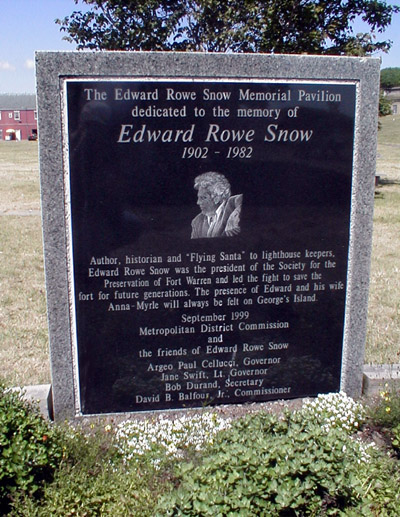 The Edward Rowe Snow Memorial Pavilion
dedicated to the memory of
Edward Rowe Snow
1902 - 1982
Author, historian and "Flying Santa" to lighthouse keepers,
Edward Rowe Snow was the president of the Society for the
Preservation of Fort Warren and led the fight to save the
fort for future generations. The presence of Edward and his wife
Anna-Myrle will always be felt on George's Island.
September 1999
Metropolitan District Commission
and
the friends of Edward Rowe Snow
Argeo Paul Cellucci, Governor
Jane Swift, Lt. Governor
Bob Durand, Secretary
David B. Balfour, Jr., Commissioner